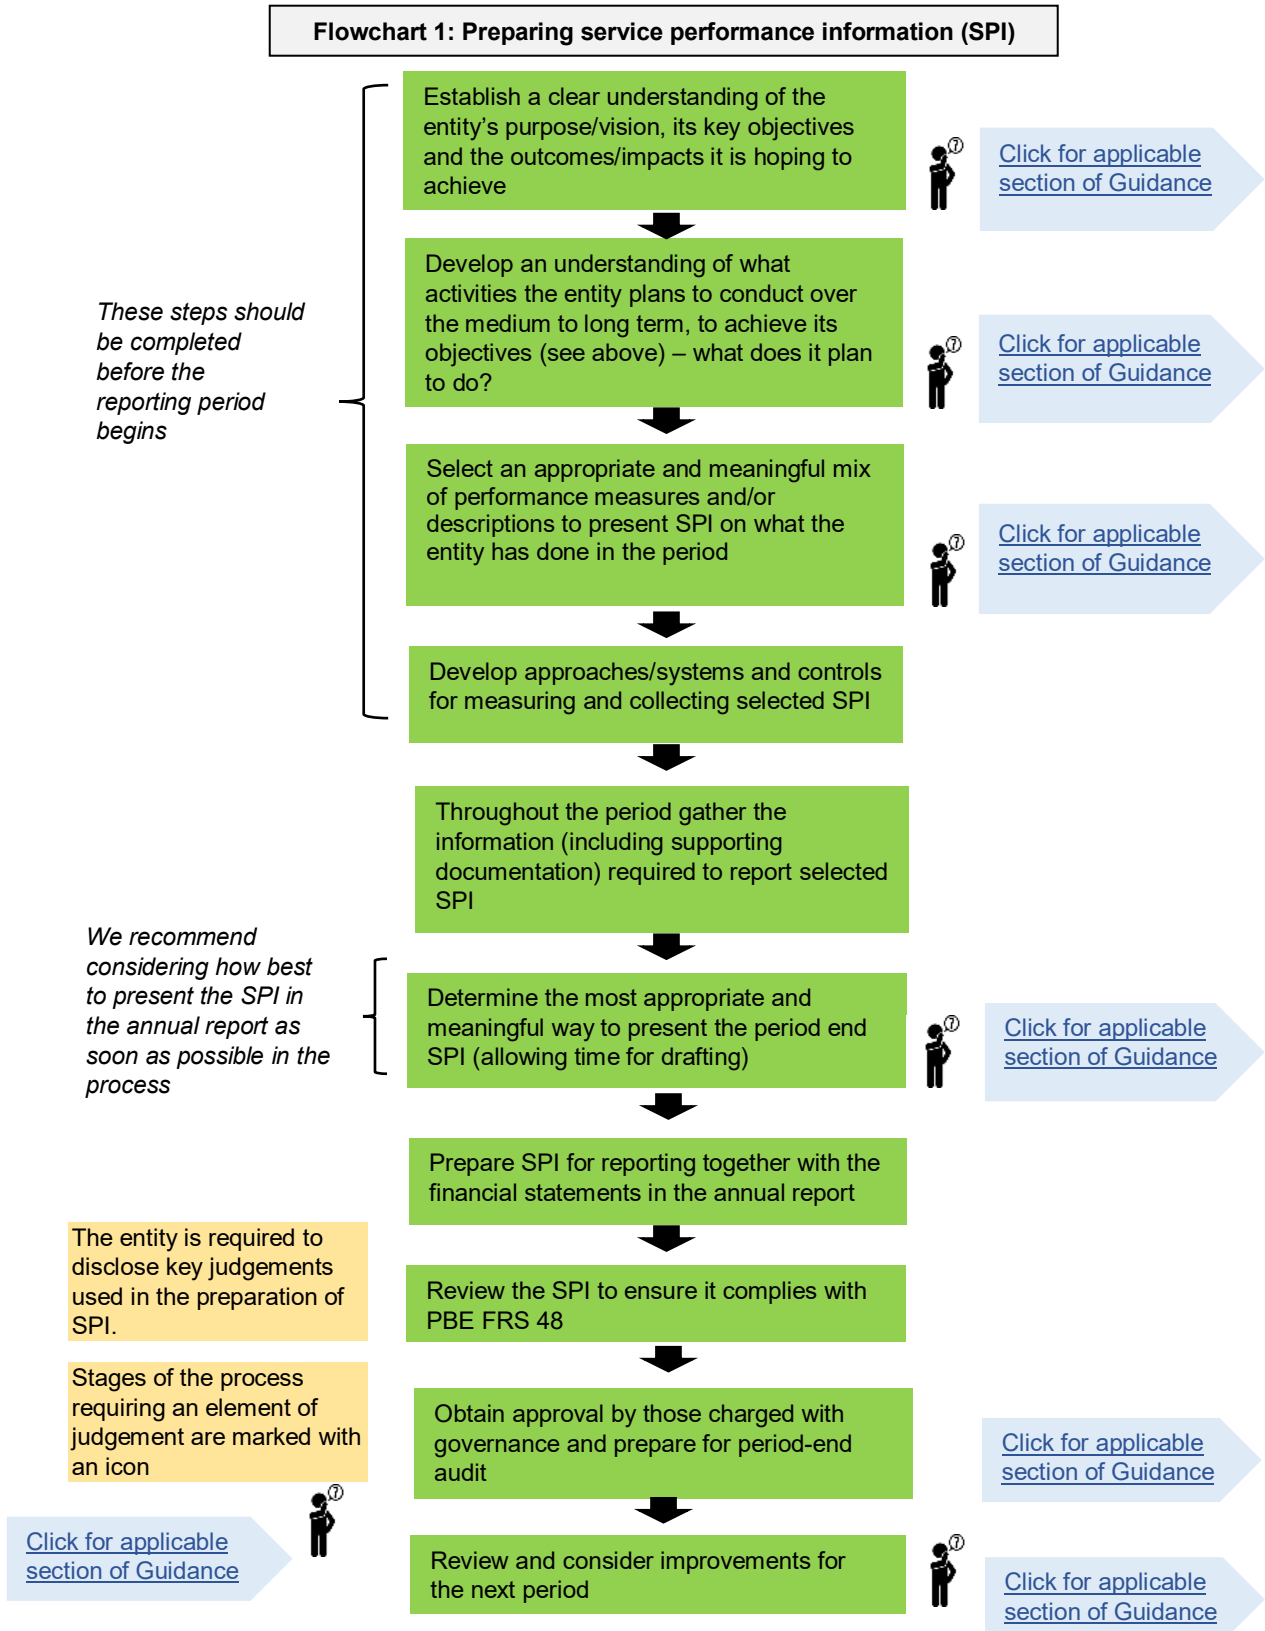 Flowchart 1: Preparing service performance information (SPI)
Establish a clear understanding of the
entity's purpose/vision, its key objectives
and the outcomes/impacts it is hoping to
achieve
?
Click for applicable
section of Guidance
These steps should
be completed
before the
reporting period
begins
Develop an understanding of what
activities the entity plans to conduct over
the medium to long term, to achieve its
objectives (see above) – what does it plan
to do?
?
Click for applicable
section of Guidance
Select an appropriate and meaningful mix
of performance measures and/or
descriptions to present SPI on what the
entity has done in the period
?
Click for applicable
section of Guidance
Develop approaches/systems and controls
for measuring and collecting selected SPI
Throughout the period gather the
information (including supporting
documentation) required to report selected
SPI
We recommend
considering how best
to present the SPI in
the annual report as
soon as possible in the
process
Determine the most appropriate and
meaningful way to present the period end
SPI (allowing time for drafting)
?
Click for applicable
section of Guidance
Prepare SPI for reporting together with the
financial statements in the annual report
The entity is required to
disclose key judgements
used in the preparation of
SPI.
Review the SPI to ensure it complies with
PBE FRS 48
Stages of the process
requiring an element of
judgement are marked with
an icon
?
Click for applicable
section of Guidance
Obtain approval by those charged with
governance and prepare for period-end
audit
Click for applicable
section of Guidance
Review and consider improvements for
the next period
?
Click for applicable
section of Guidance